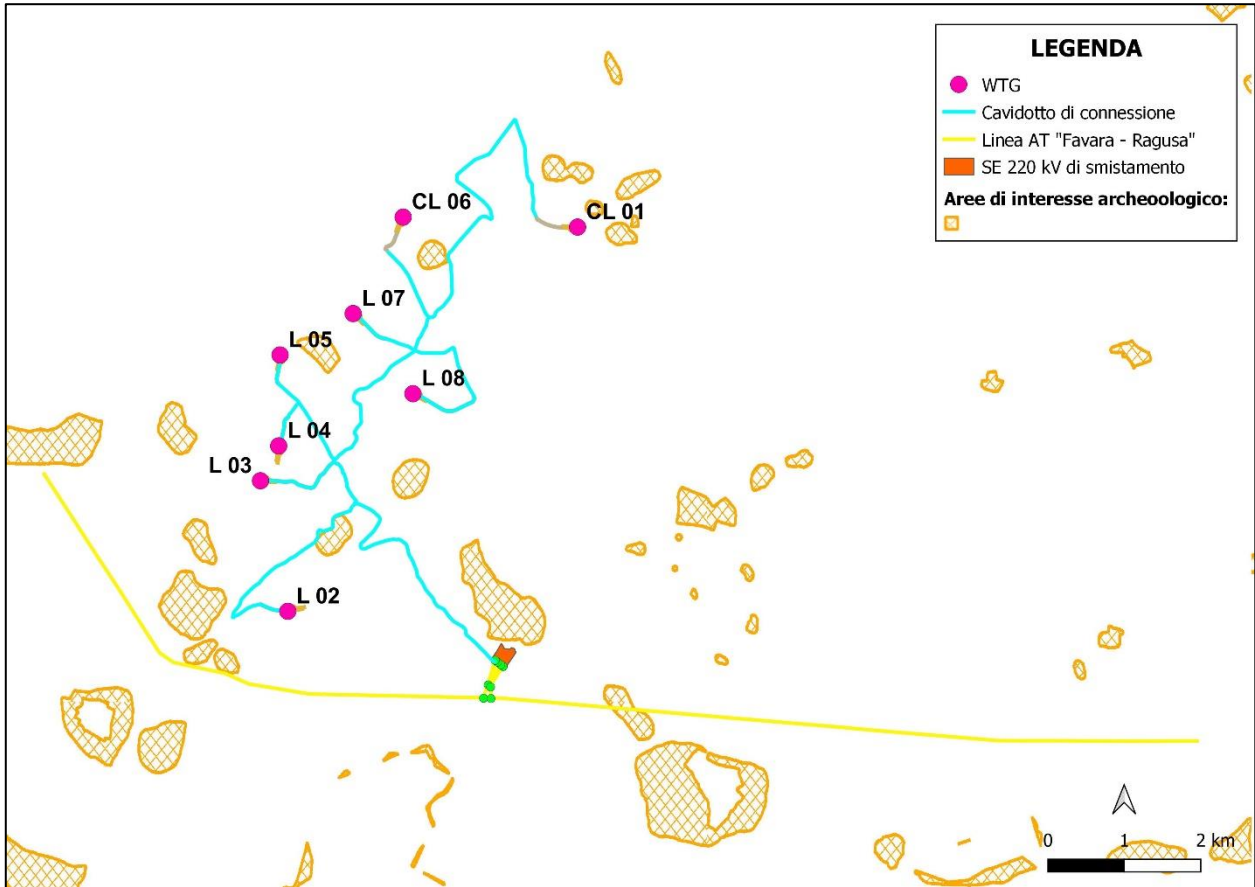 LEGENDA
WTG
Cavidotto di connessione
Linea AT "Favara - Ragusa"
SE 220 kV di smistamento
Aree di interesse archeologico:
CL 06
CL 01
L 07
L 05
L 08
L 04
L 03
L 02
0 1 2 km